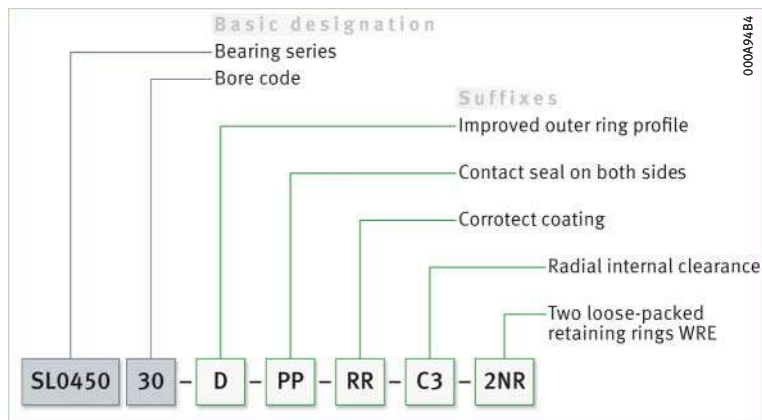 Basic designation
Bearing series
Bore code
Suffixes
Improved outer ring profile
Contact seal on both sides
Corrotect coating
Radial internal clearance
Two loose-packed
retaining rings WRE
SL0450 30 – D – PP – RR – C3 – 2NR
000A94B4